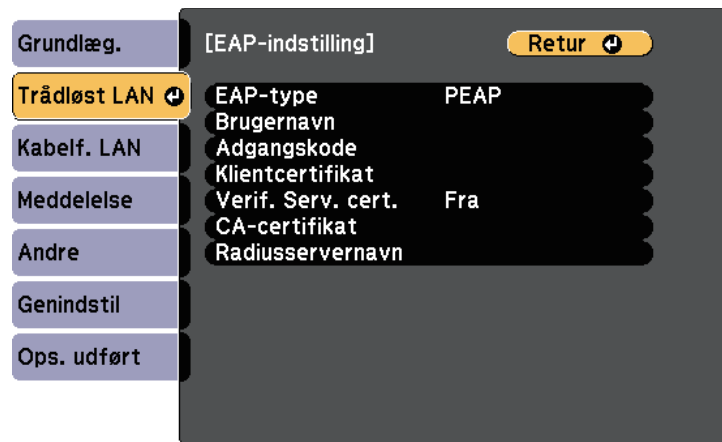 Grundlæg.
Trådløst LAN
Kabelf. LAN
Meddelelse
Andre
Genindstil
Ops. udført
[EAP-indstilling] Retur
EAP-type PEAP
Brugernavn
Adgangskode
Klientcertifikat
Verif. Serv. cert. Fra
CA-certifikat
Radiusservernavn